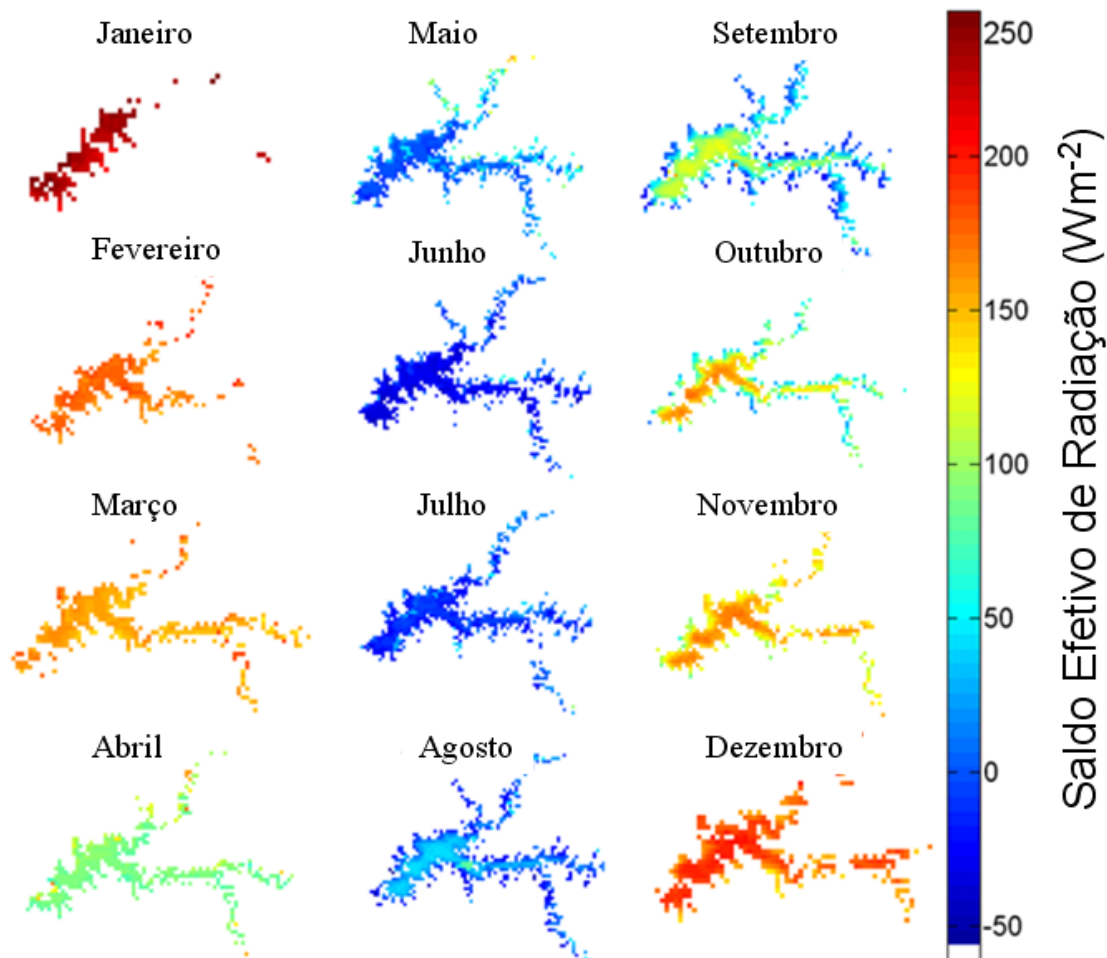 Janeiro
Maio
Setembro
Fevereiro
Junho
Outubro
Março
Julho
Novembro
Abril
Agosto
Dezembro
250
200
150
100
50
0
-50
Saldo Efetivo de Radiação (Wm-2)